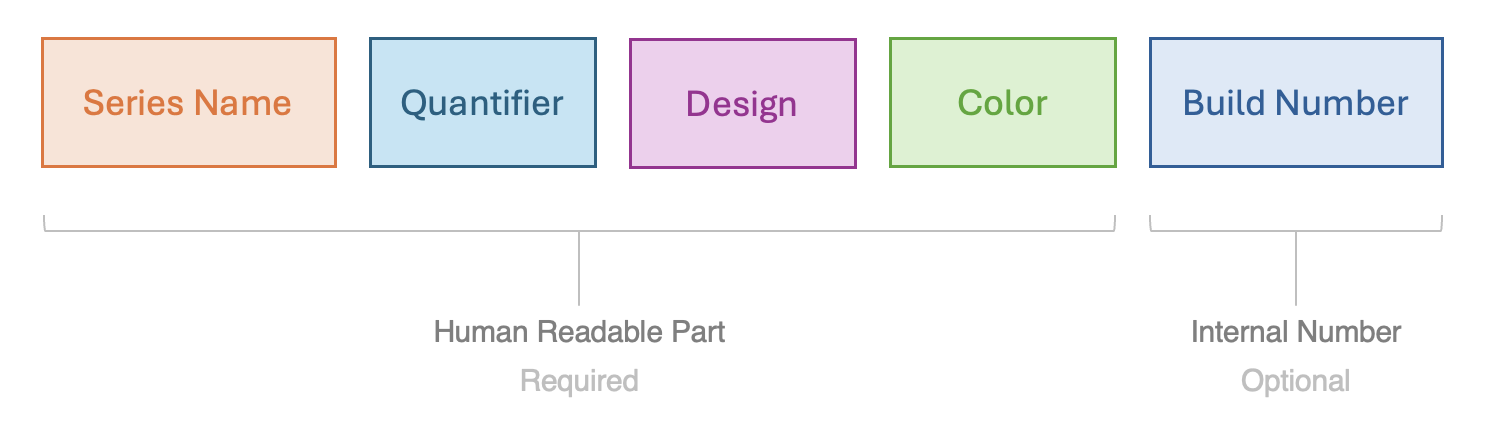 Series Name
Quantifier
Design
Color
Build Number
Human Readable Part
Required
Internal Number
Optional